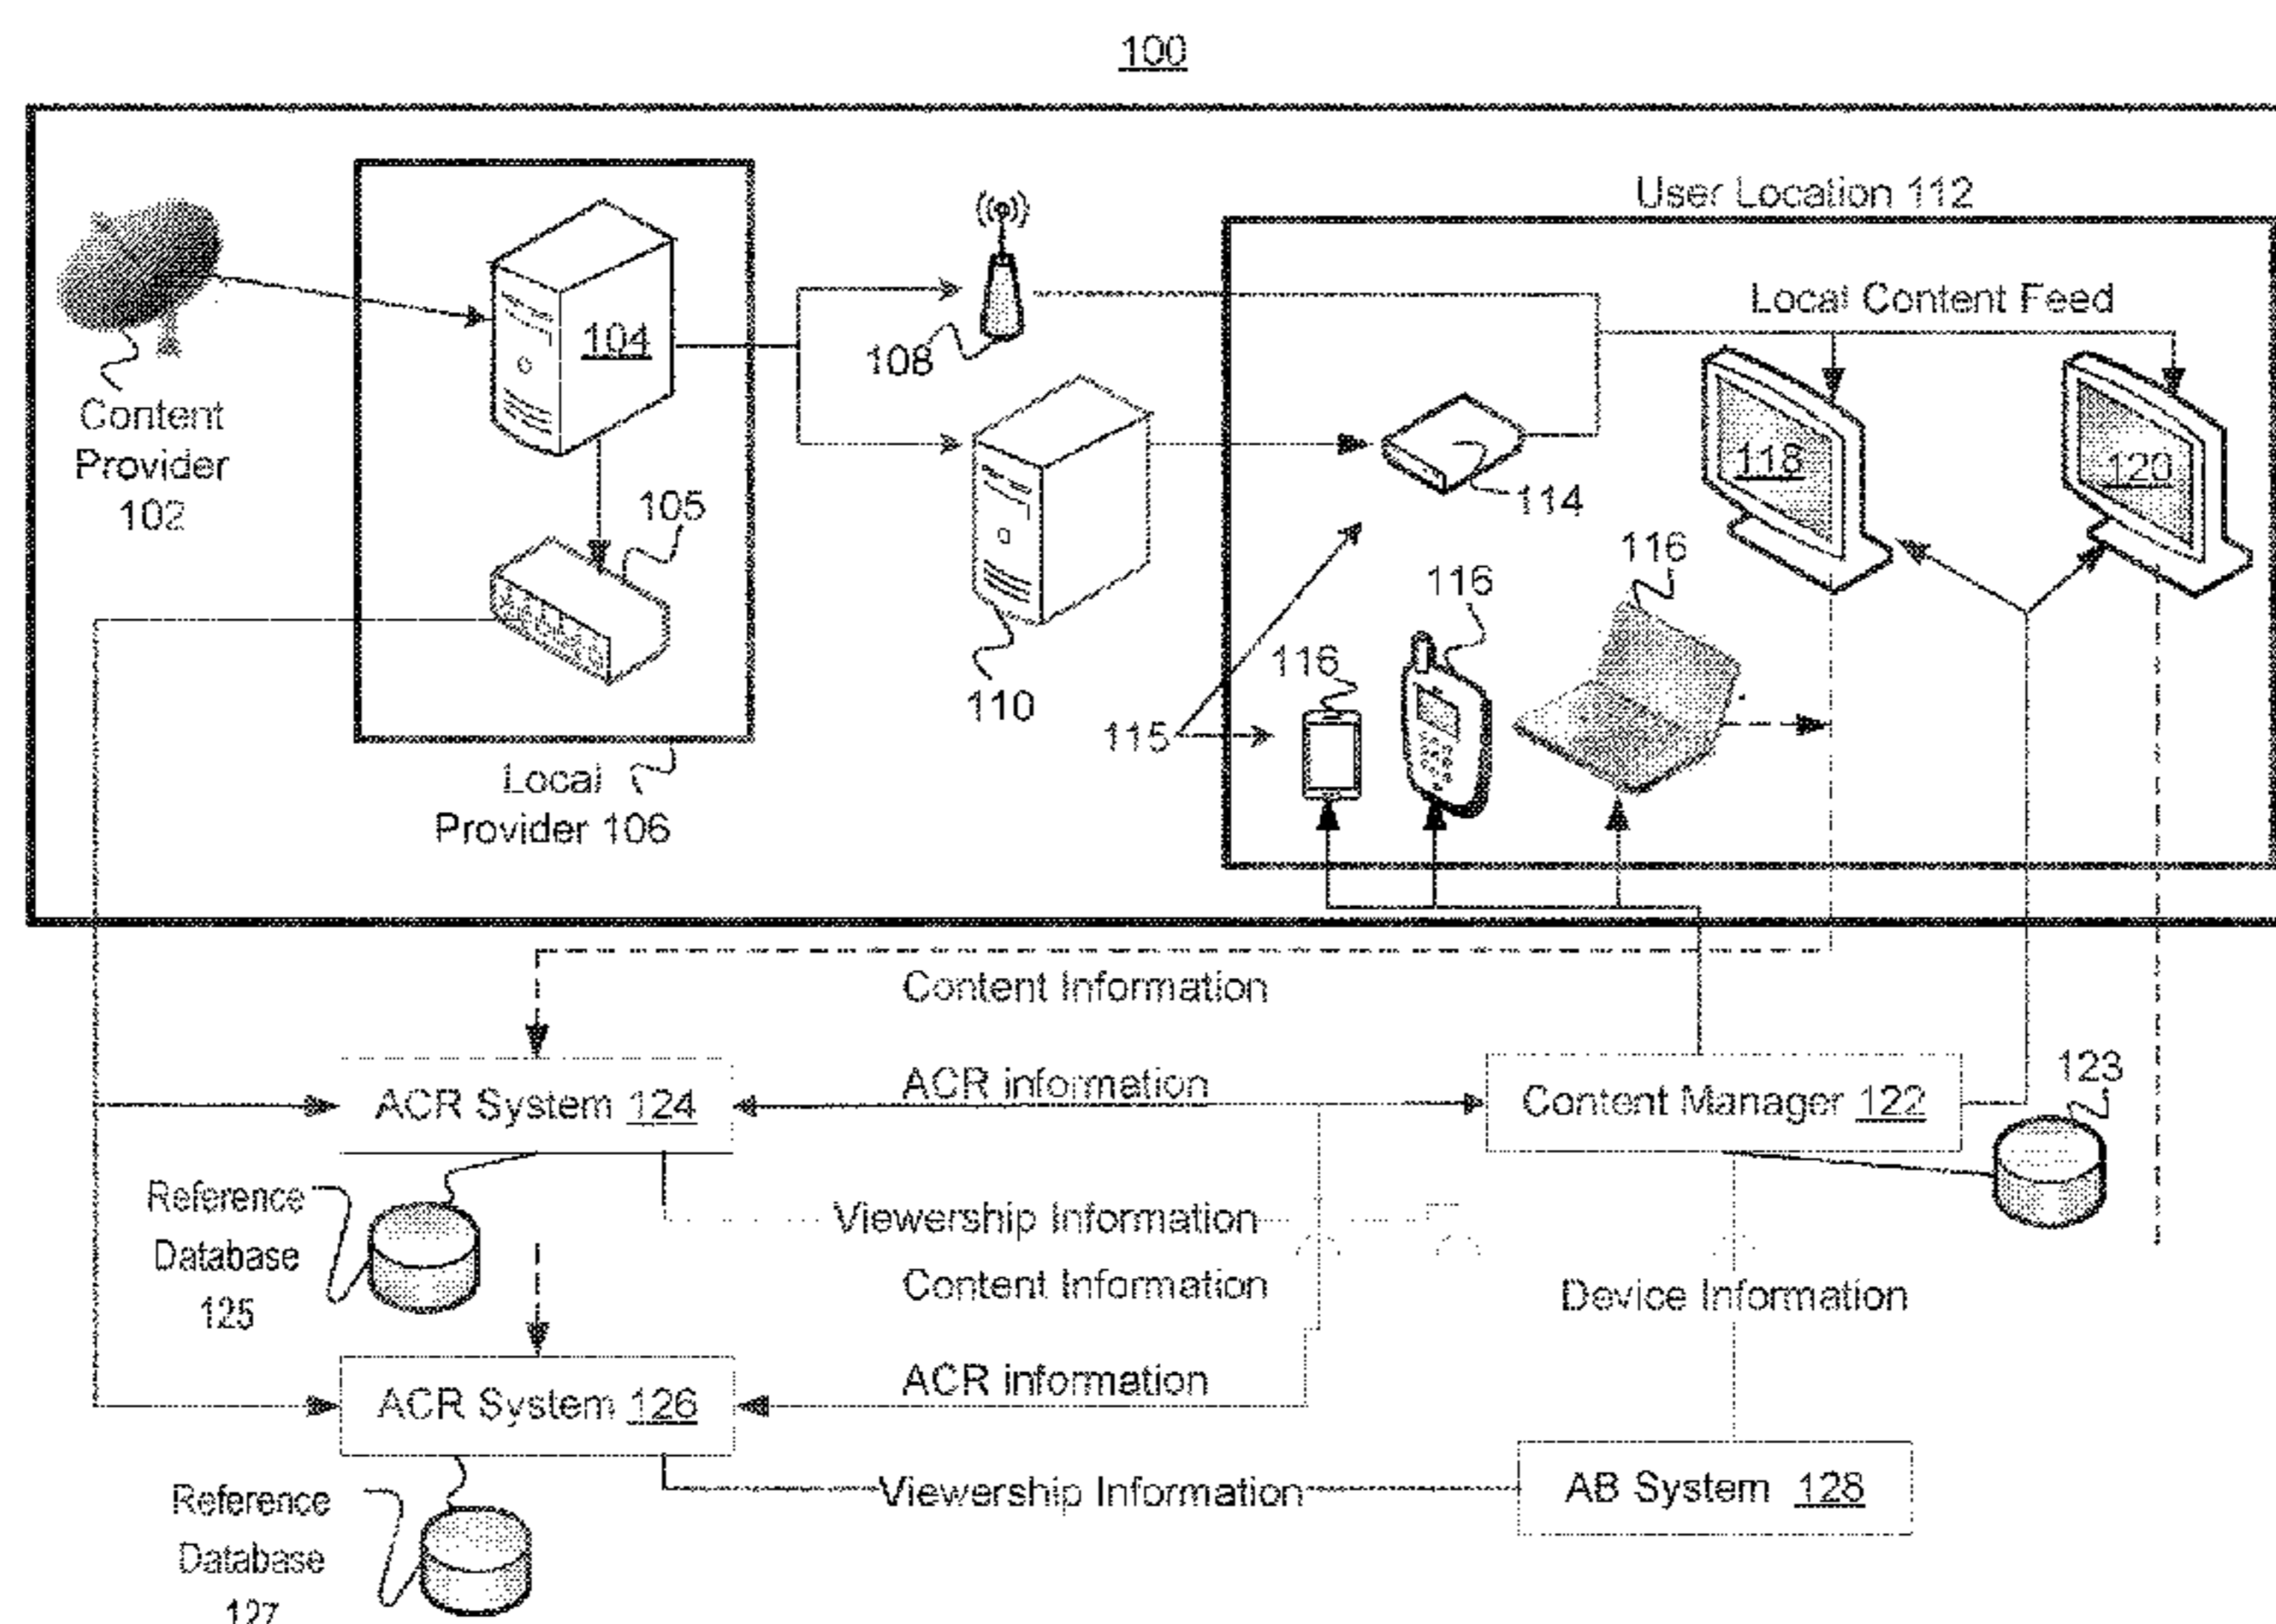 100
User Location 112
Local Content Feed
104
108
Content
Provider
102
105
118
120
114
116
116
116
110
115
Local
Provider 106
Content Information
ACR System 124
ACR information
Content Manager 122
123
Reference
Database
125
Viewership Information
Content Information
Device Information
ACR System 126
ACR information
Reference
Database
127
Viewership Information
AB System 128